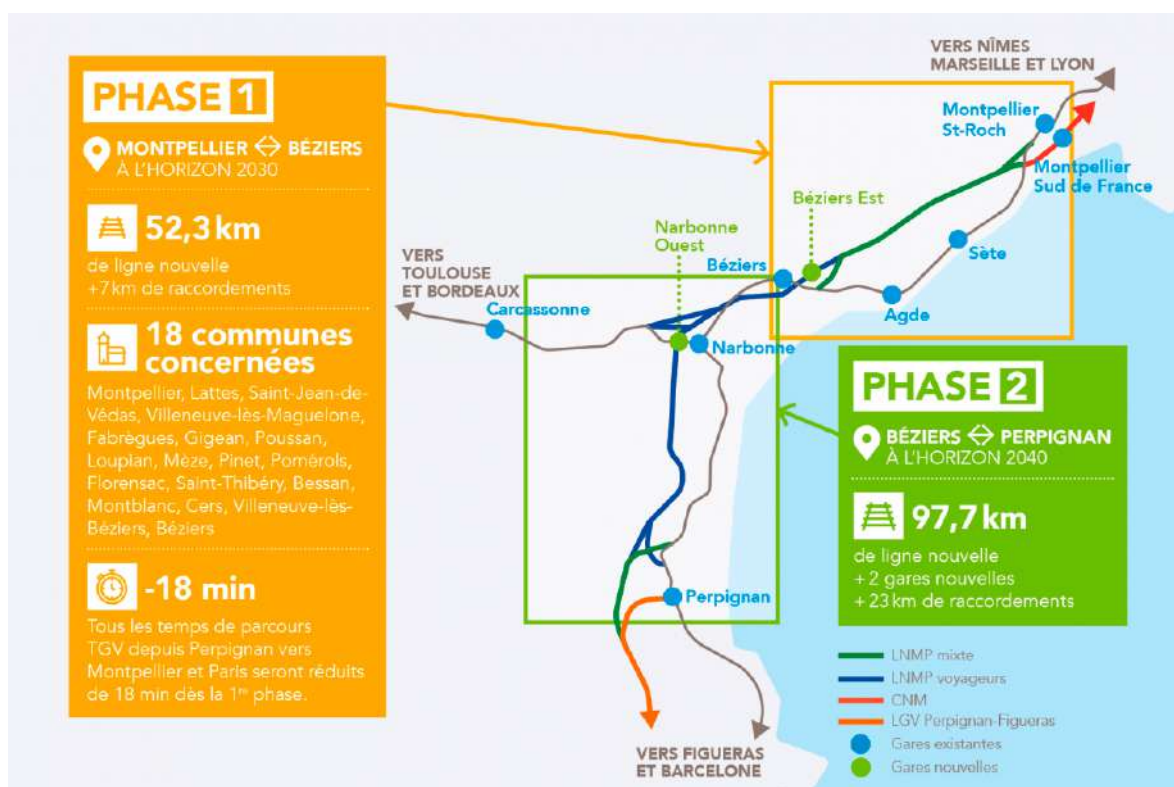 PHASE 1
MONTPELLIER ↔ BÉZIERS
À L'HORIZON 2030
52,3 km
de ligne nouvelle
+7 km de raccordements
18 communes
concernées
Montpellier, Lattes, Saint-Jean-de-
Védas, Villeneuve-lès-Maguelone,
Fabrègues, Gigean, Poussan,
Loupian, Mèze, Pinet, Pomérols,
Florensac, Saint-Thibéry, Bessan,
Montblanc, Cers, Villeneuve-lès-
Béziers, Béziers
-18 min
Tous les temps de parcours
TGV depuis Perpignan vers
Montpellier et Paris seront réduits
de 18 min dès la 1re phase.
VERS NÎMES
MARSEILLE ET LYON
Montpellier
St-Roch
Montpellier
Sud de France
Béziers Est
Narbonne
Ouest
Béziers
Sète
Agde
VERS
TOULOUSE
ET BORDEAUX
Carcassonne
Narbonne
Perpignan
VERS FIGUERAS
ET BARCELONE
PHASE 2
BÉZIERS ↔ PERPIGNAN
À L'HORIZON 2040
97,7 km
de ligne nouvelle
+ 2 gares nouvelles
+ 23 km de raccordements
LNMP mixte
LNMP voyageurs
CNM
LGV Perpignan-Figueras
Gares existantes
Gares nouvelles